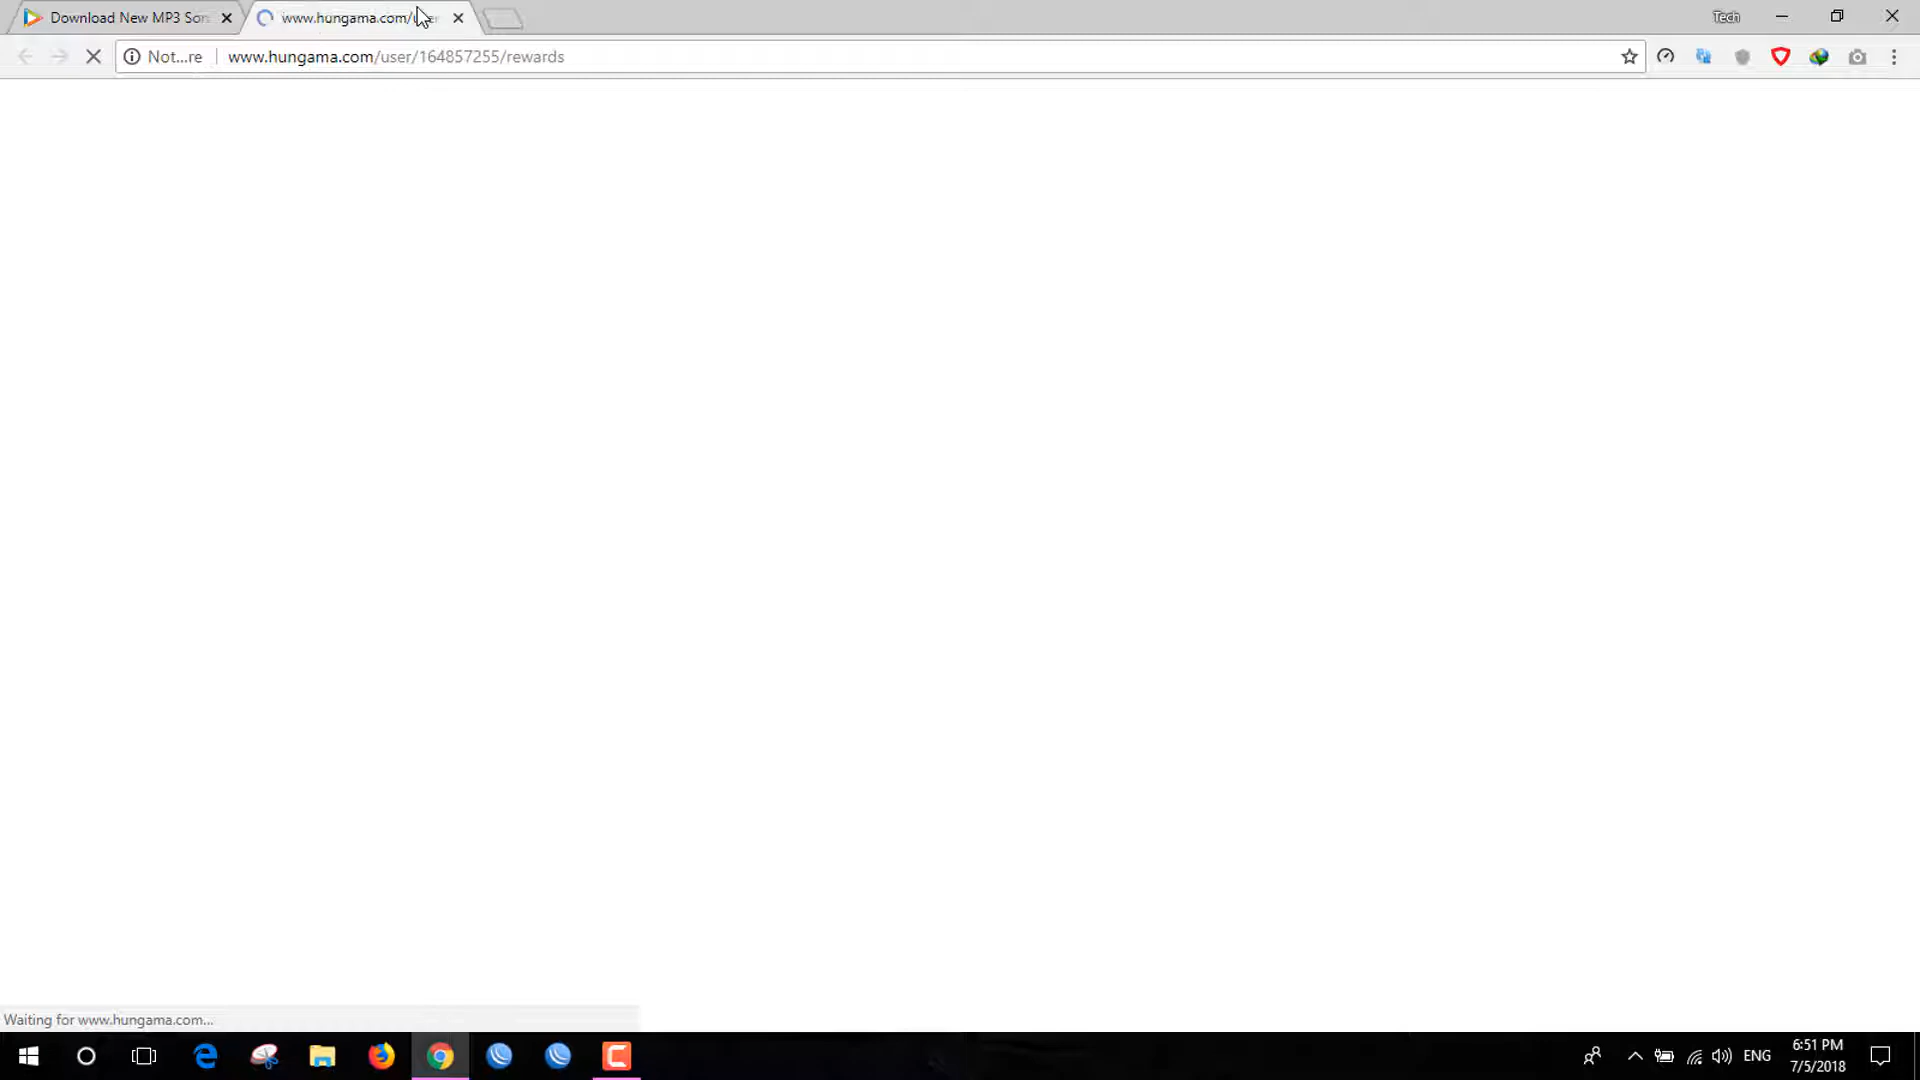 Download New MP3 Son
www.hungama.com/user
Tech
Not...re
www.hungama.com/user/164857255/rewards
Waiting for www.hungama.com...
ENG
6:51 PM
7/5/2018